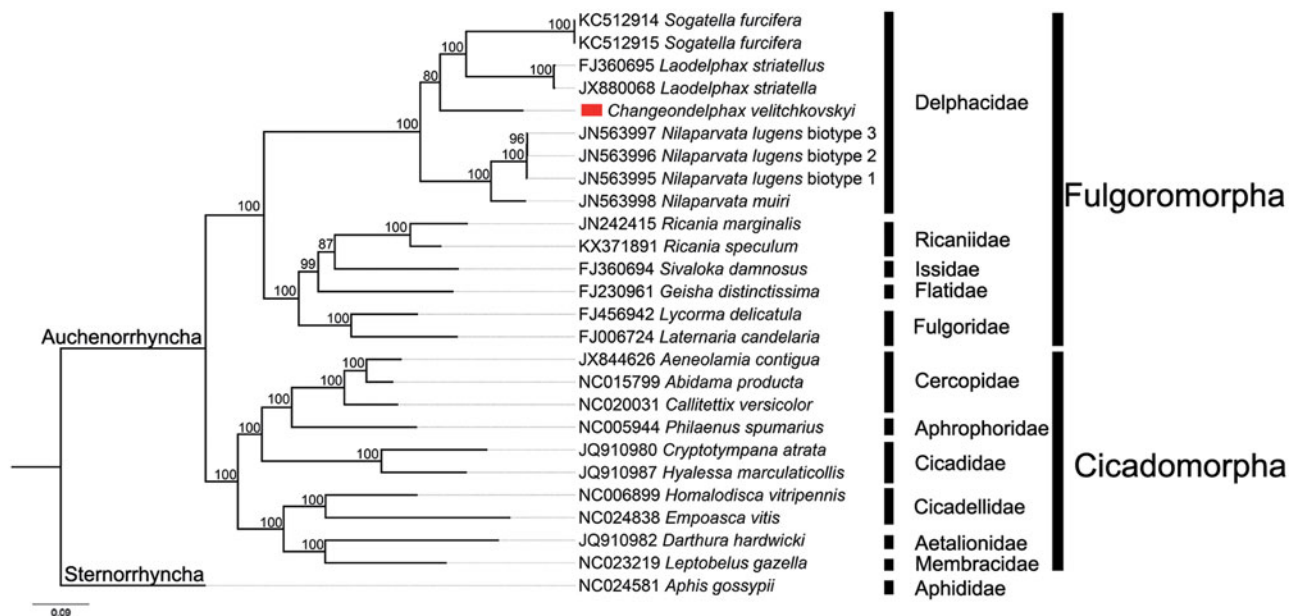 100 KC512914 Sogatella furcifera
KC512915 Sogatella furcifera
100
FJ360695 Laodelphax striatellus
80 100 JX880068 Laodelphax striatella
Changeondelphax velitchkovskyi
Delphacidae
100
96 JN563997 Nilaparvata lugens biotype 3
100 JN563996 Nilaparvata lugens biotype 2
100 JN563995 Nilaparvata lugens biotype 1
JN563998 Nilaparvata muiri
Fulgoromorpha
100
JN242415 Ricania marginalis
87 100 KX371891 Ricania speculum
Ricaniidae
99 FJ360694 Sivaloka damnosus Issidae
FJ230961 Geisha distinctissima Flatidae
100
FJ456942 Lycorma delicatula
100 FJ006724 Laternaria candelaria
Fulgoridae
Auchenorrhyncha
JX844626 Aeneolamia contigua
100 NC015799 Abidama producta
100 NC020031 Callitettix versicolor
Cercopidae
100
NC005944 Philaenus spumarius Aphrophoridae
100
JQ910980 Cryptotympana atrata
100 JQ910987 Hyalessa marculaticollis
Cicadidae
Cicadomorpha
100
NC006899 Homalodisca vitripennis
100 NC024838 Empoasca vitis
Cicadellidae
100
JQ910982 Darthura hardwicki Aetalionidae
100 NC023219 Leptobelus gazella Membracidae
Sternorrhyncha
NC024581 Aphis gossypii Aphididae
0.09